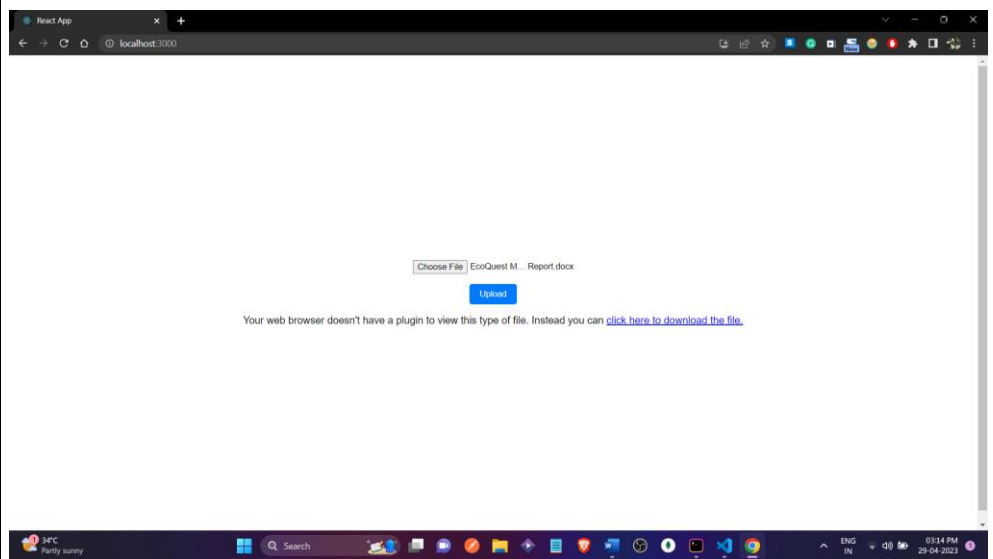 React App
localhost:3000
New
Choose File EcoQuest M... Report.docx
Upload
Your web browser doesn't have a plugin to view this type of file. Instead you can click here to download the file.
1
34°C
Partly sunny
Search
ENG
IN
03:14 PM
29-04-2023